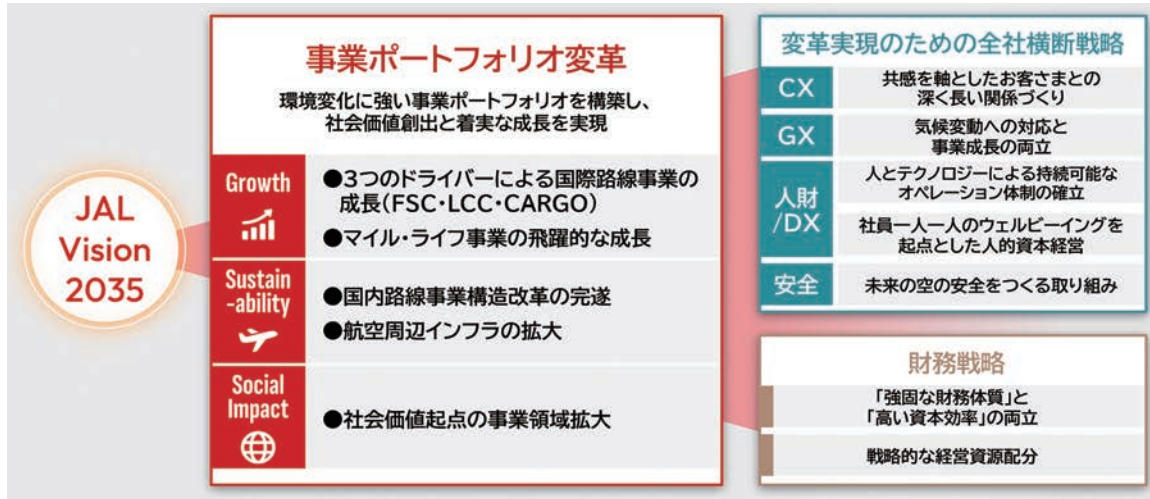 JAL
Vision
2035
事業ポートフォリオ変革
環境変化に強い事業ポートフォリオを構築し、
社会価値創出と着実な成長を実現
Growth
●3つのドライバーによる国際路線事業の
成長(FSC・LCC・CARGO)
●マイル・ライフ事業の飛躍的な成長
Sustain
-ability
●国内路線事業構造改革の完遂
●航空周辺インフラの拡大
Social
Impact
●社会価値起点の事業領域拡大
変革実現のための全社横断戦略
CX
共感を軸としたお客さまとの
深く長い関係づくり
GX
気候変動への対応と
事業成長の両立
人財
/DX
人とテクノロジーによる持続可能な
オペレーション体制の確立
社員一人一人のウェルビーイングを
起点とした人的資本経営
安全
未来の空の安全をつくる取り組み
財務戦略
「強固な財務体質」と
「高い資本効率」の両立
戦略的な経営資源配分